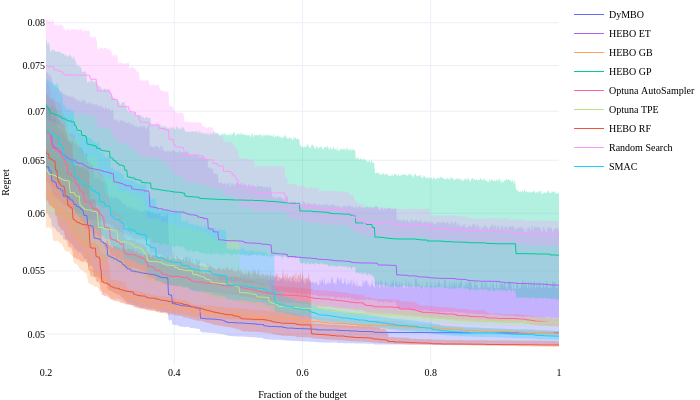 0.08
0.075
0.07
0.065
0.06
0.055
0.05
Regret
0.2
0.4
0.6
0.8
1
Fraction of the budget
DyMBO
HEBO ET
HEBO GB
HEBO GP
Optuna AutoSampler
Optuna TPE
HEBO RF
Random Search
SMAC